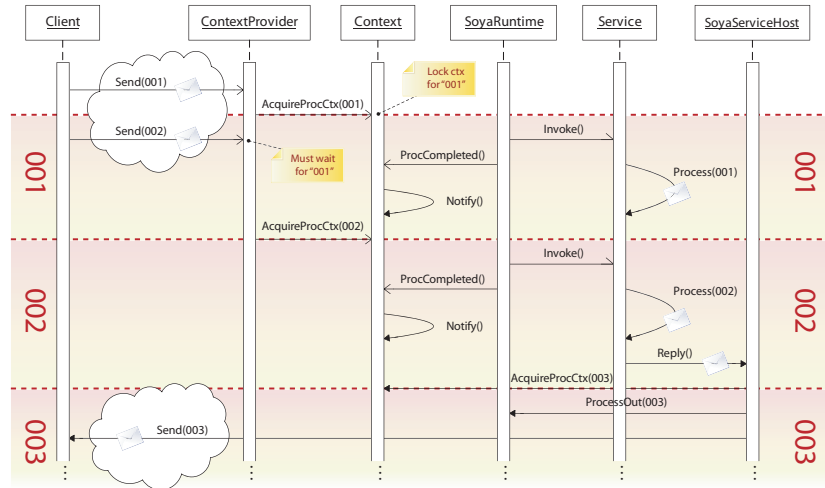 Client
ContextProvider
Context
SoyaRuntime
Service
SoyaServiceHost
Send(001)
Lock ctx
for "001"
AcquireProcCtx(001)
Send(002)
Invoke()
Must wait
for "001"
ProcCompleted()
Process(001)
001
001
Notify()
AcquireProcCtx(002)
Invoke()
ProcCompleted()
Process(002)
002
002
Notify()
Reply()
AcquireProcCtx(003)
ProcessOut(003)
Send(003)
003
003